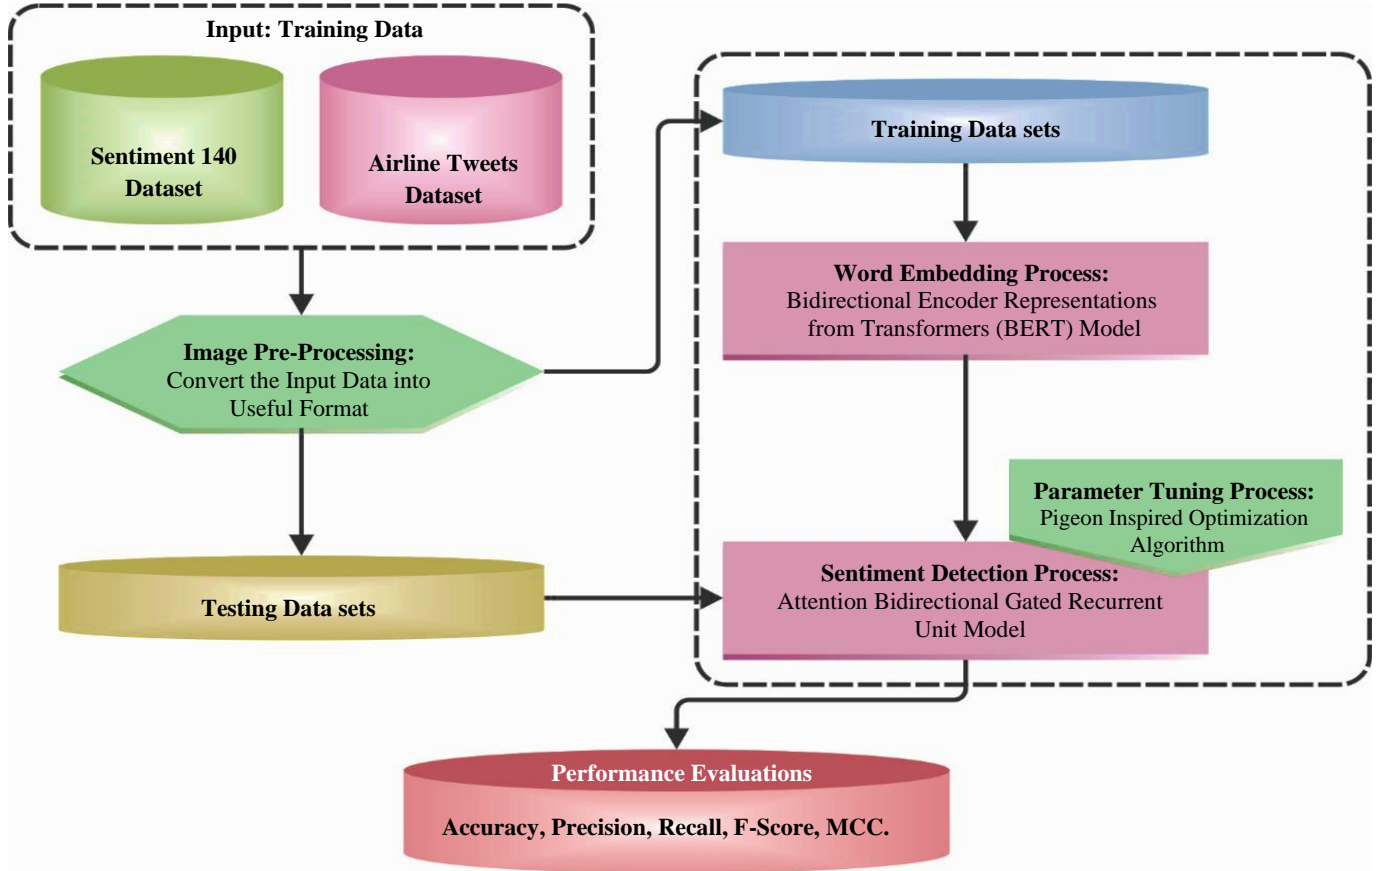 Input: Training Data
Sentiment 140
Dataset
Airline Tweets
Dataset
Training Data sets
Word Embedding Process:
Bidirectional Encoder Representations
from Transformers (BERT) Model
Image Pre-Processing:
Convert the Input Data into
Useful Format
Parameter Tuning Process:
Pigeon Inspired Optimization
Algorithm
Testing Data sets
Sentiment Detection Process:
Attention Bidirectional Gated Recurrent
Unit Model
Performance Evaluations
Accuracy, Precision, Recall, F-Score, MCC.